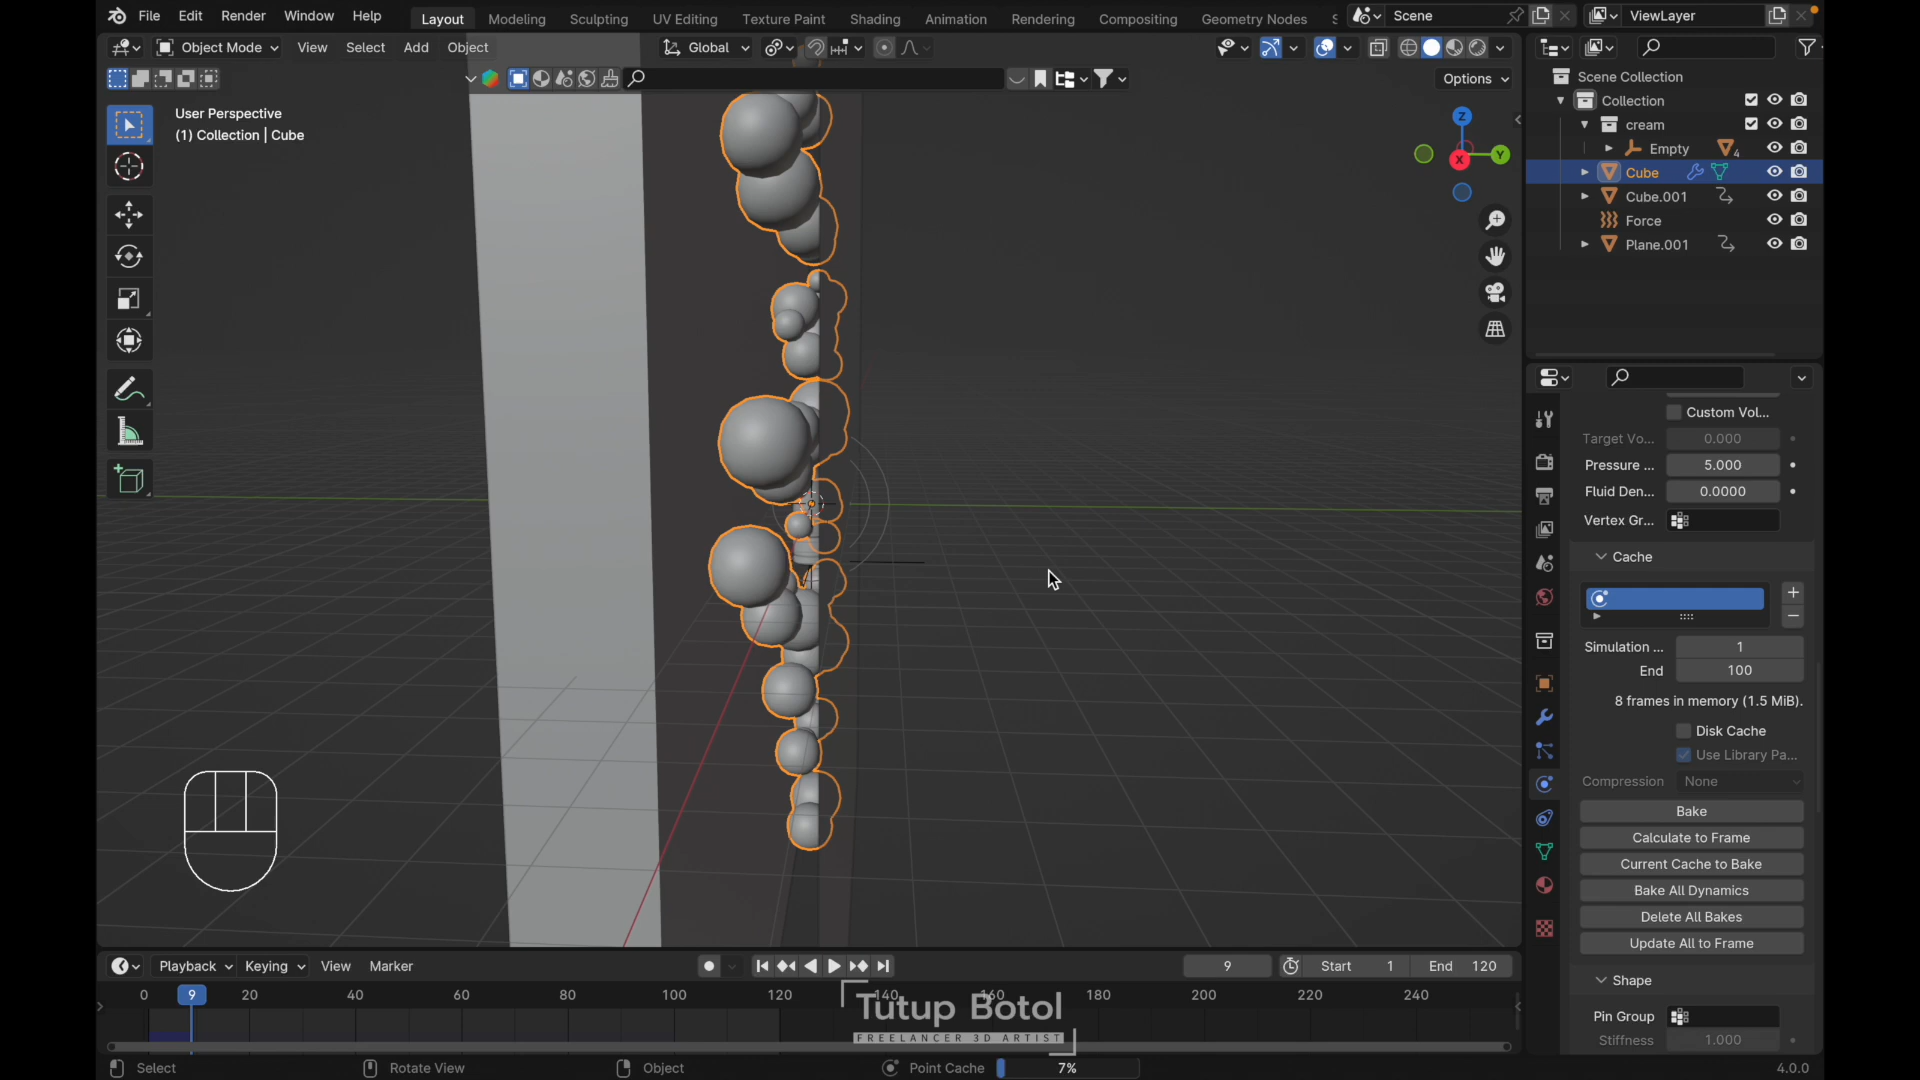 File Edit Render Window Help Layout Modeling Sculpting UV Editing Texture Paint Shading Animation Rendering Compositing Geometry Nodes S Scene ViewLayer
Object Mode View Select Add Object Global
Options
User Perspective
(1) Collection | Cube
Z
Y
X
Scene Collection
Collection
cream
Empty 4
Cube
Cube.001
Force
Plane.001
Custom Vol...
Target Vo... 0.000
Pressure ... 5.000
Fluid Den... 0.0000
Vertex Gr...
Cache
Simulation ... 1
End 100
8 frames in memory (1.5 MiB).
Disk Cache
Use Library Pa...
Compression None
Bake
Calculate to Frame
Current Cache to Bake
Bake All Dynamics
Delete All Bakes
Update All to Frame
Shape
Pin Group
Stiffness 1.000
Playback Keying View Marker 9 Start 1 End 120
0 9 20 40 60 80 100 120 140 160 180 200 220 240
Tutup Botol
FREELANCER 3D ARTIST
Select Rotate View Object Point Cache 7% 4.0.0